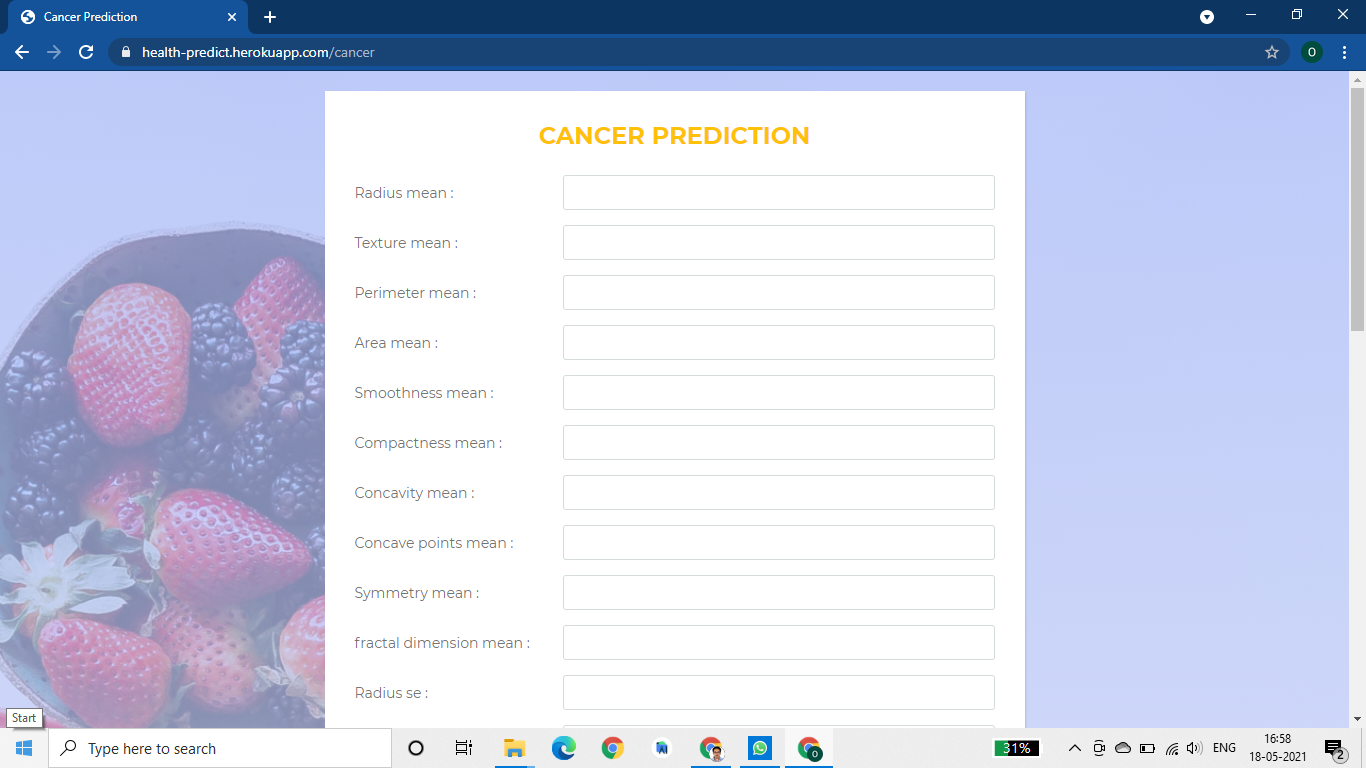 Cancer Prediction
health-predict.herokuapp.com/cancer
O
CANCER PREDICTION
Radius mean :
Texture mean :
Perimeter mean :
Area mean :
Smoothness mean :
Compactness mean :
Concavity mean :
Concave points mean :
Symmetry mean :
fractal dimension mean :
Radius se :
Start
Type here to search
O
31%
ENG
16:58
18-05-2021
2